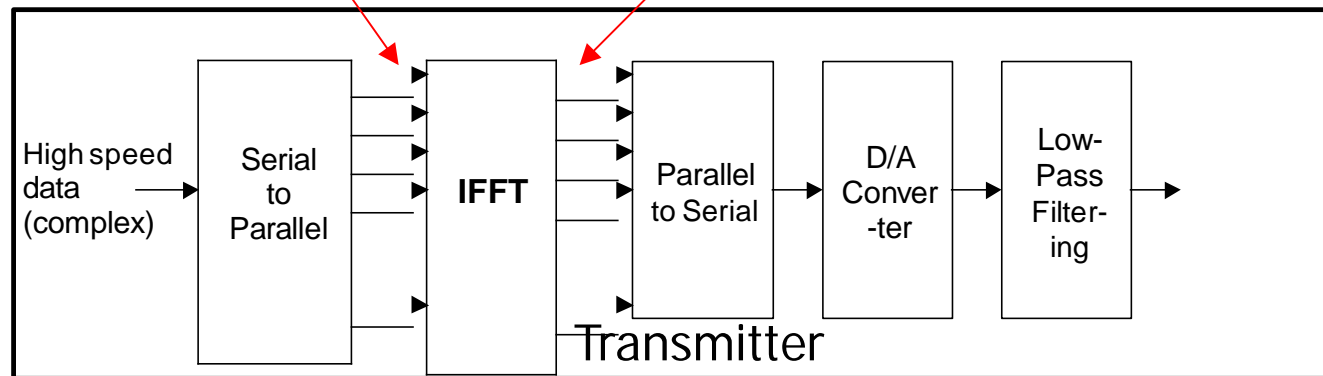 High speed
data
(complex)
Serial
to
Parallel
IFFT
Parallel
to Serial
D/A
Conver
-ter
Low-
Pass
Filter-
ing
Transmitter